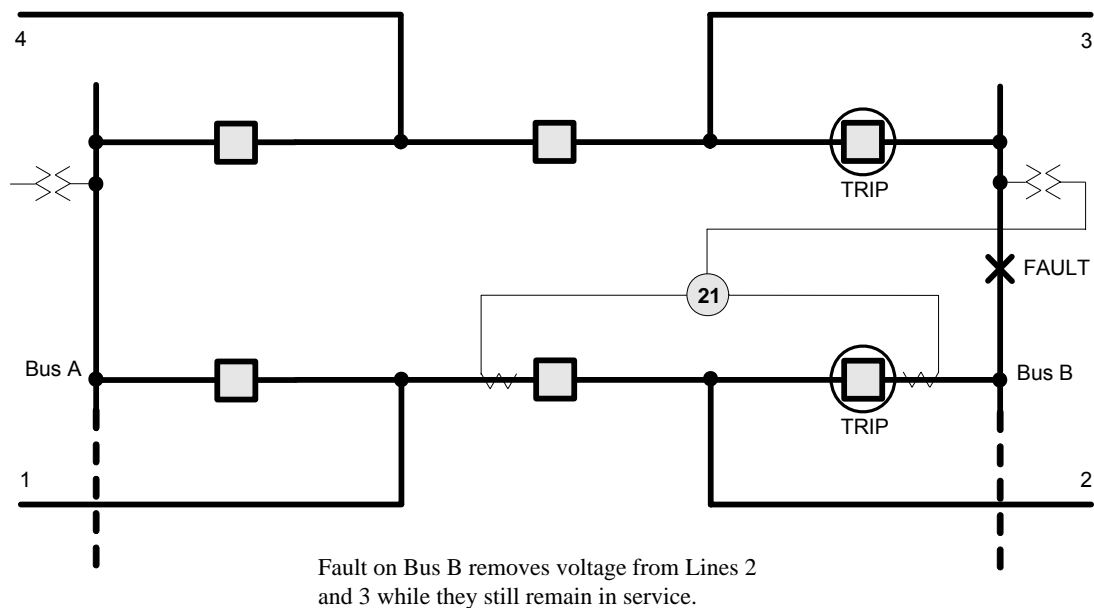 4
3
TRIP
21
FAULT
Bus A
Bus B
TRIP
1
2
Fault on Bus B removes voltage from Lines 2
and 3 while they still remain in service.